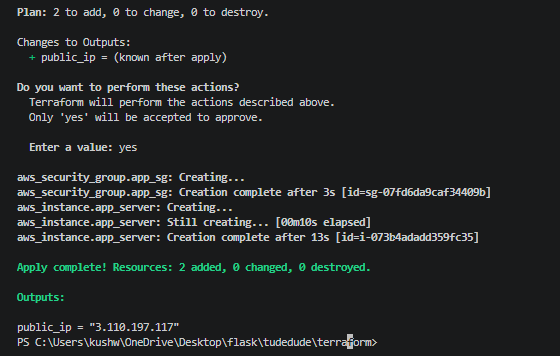 Plan: 2 to add, 0 to change, 0 to destroy.
Changes to Outputs:
+ public_ip = (known after apply)
Do you want to perform these actions?
Terraform will perform the actions described above.
Only 'yes' will be accepted to approve.
Enter a value: yes
aws_security_group.app_sg: Creating...
aws_security_group.app_sg: Creation complete after 3s [id=sg-07fd6da9caf34409b]
aws_instance.app_server: Creating...
aws_instance.app_server: Still creating... [00m10s elapsed]
aws_instance.app_server: Creation complete after 13s [id=i-073b4adadd359fc35]
Apply complete! Resources: 2 added, 0 changed, 0 destroyed.
Outputs:
public_ip = "3.110.197.117"
PS C:\Users\kushw\OneDrive\Desktop\flask\tudedude\terraform>